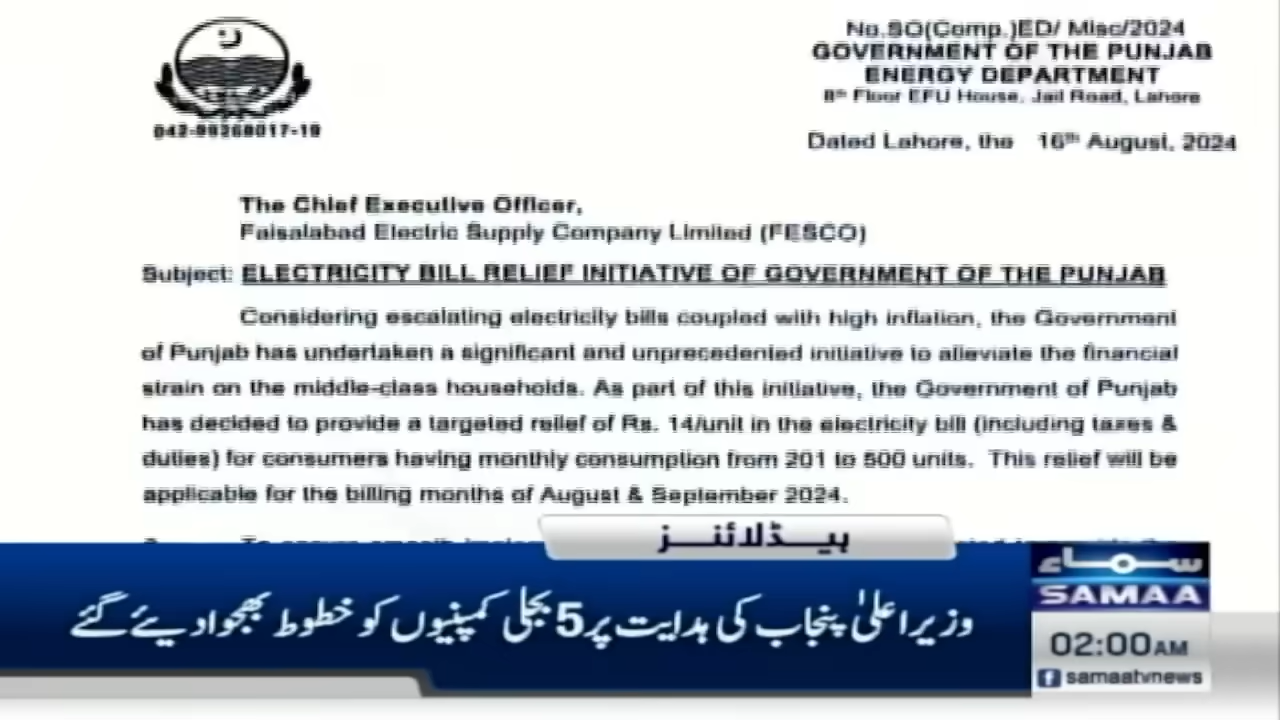 No.SO(Comp.)ED/ Misc/2024
GOVERNMENT OF THE PUNJAB
ENERGY DEPARTMENT
8th Floor EFU House, Jail Road, Lahore
042-99268017-19
Dated Lahore, the 16th August, 2024
The Chief Executive Officer,
Faisalabad Electric Supply Company Limited (FESCO)
Subject: ELECTRICITY BILL RELIEF INITIATIVE OF GOVERNMENT OF THE PUNJAB
Considering escalating electricity bills coupled with high inflation, the Government
of Punjab has undertaken a significant and unprecedented initiative to alleviate the financial
strain on the middle-class households. As part of this initiative, the Government of Punjab
has decided to provide a targeted relief of Rs. 14/unit in the electricity bill (including taxes &
duties) for consumers having monthly consumption from 201 to 500 units. This relief will be
applicable for the billing months of August & September 2024.
ہیڈلائنز
وزیراعلیٰ پنجاب کی ہدایت پر 5 بجلی کمپنیوں کو خطوط بھجوا دیئے گئے
سماء
SAMAA
02:00AM
samaatvnews